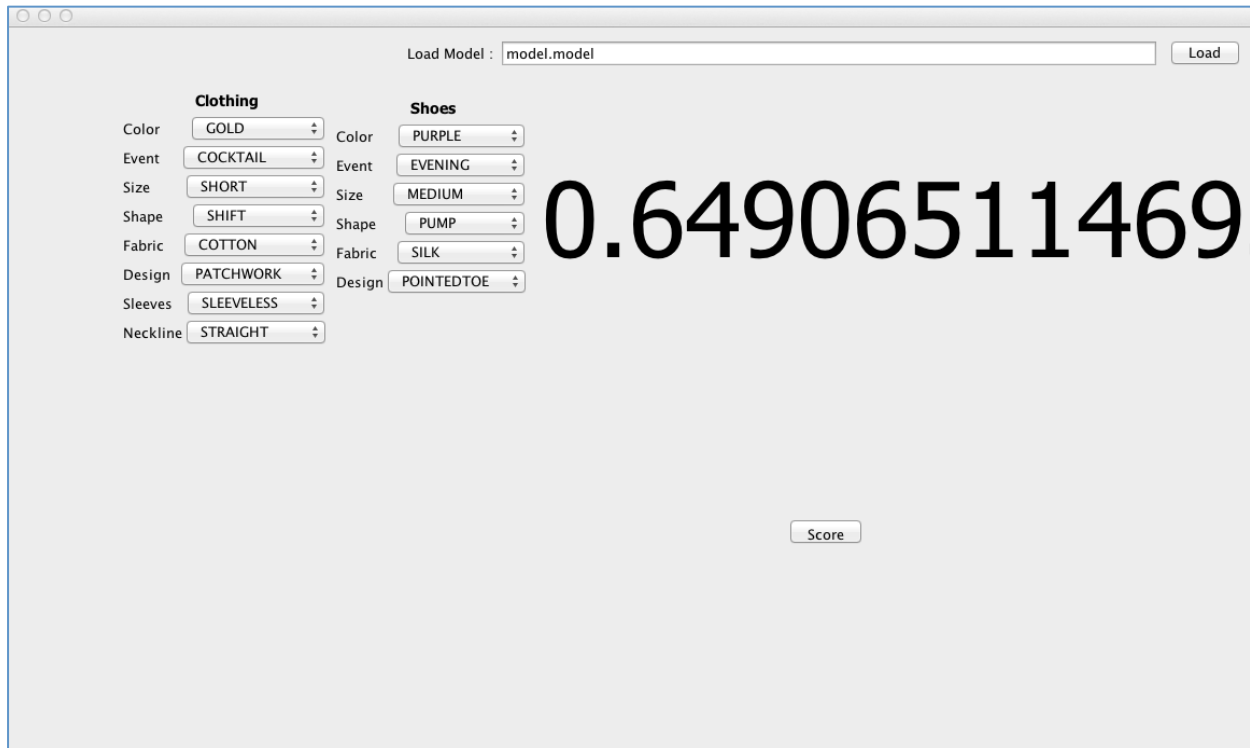 Load Model : model.model Load
Clothing
Color GOLD
Event COCKTAIL
Size SHORT
Shape SHIFT
Fabric COTTON
Design PATCHWORK
Sleeves SLEEVELESS
Neckline STRAIGHT
Shoes
Color PURPLE
Event EVENING
Size MEDIUM
Shape PUMP
Fabric SILK
Design POINTEDTOE
0.64906511469
Score